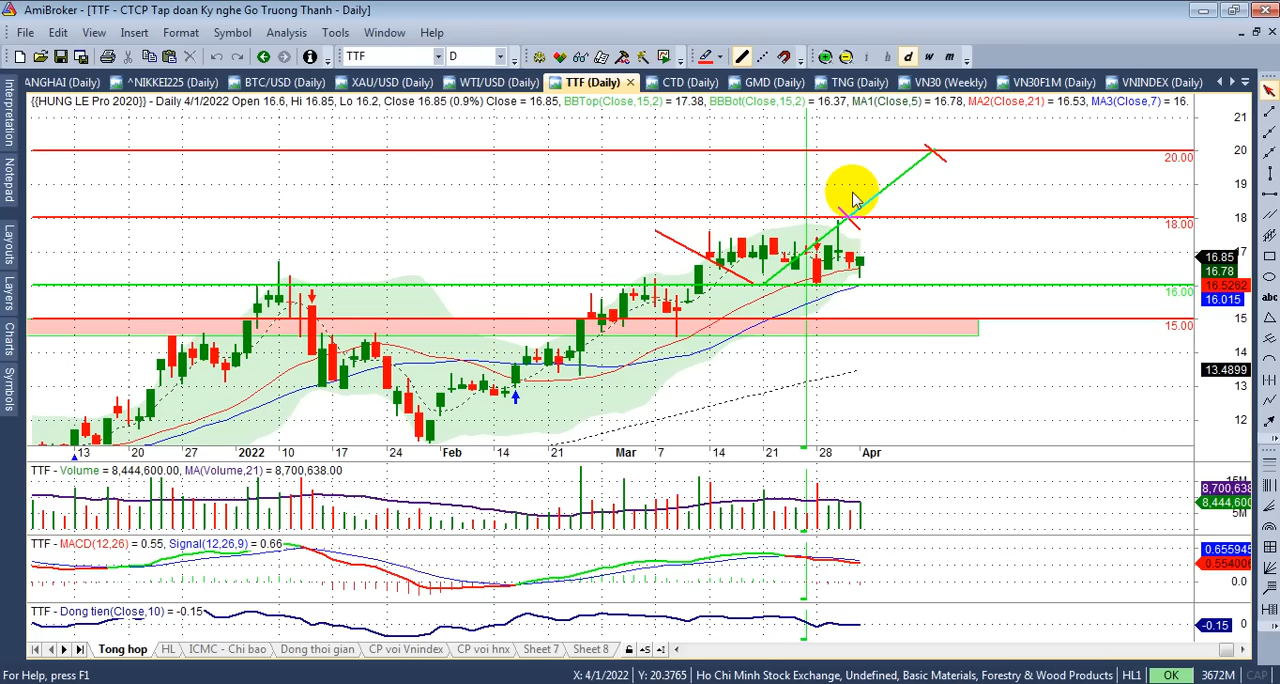 AmiBroker - [TTF - CTCP Tap doan Ky nghe Go Truong Thanh - Daily]
File Edit View Insert Format Symbol Analysis Tools Window Help
TTF D i h d w m
ANGHAI (Daily) ^NIKKEI225 (Daily) BTC/USD (Daily) XAU/USD (Daily) WTI/USD (Daily) TTF (Daily) CTD (Daily) GMD (Daily) TNG (Daily) VN30 (Weekly) VN30F1M (Daily) VNINDEX (Daily)
{{HUNG LE Pro 2020}} - Daily 4/1/2022 Open 16.6, Hi 16.85, Lo 16.2, Close 16.85 (0.9%) Close = 16.85, BBTop(Close,15,2) = 17.38, BBBot(Close,15,2) = 16.37, MA1(Close,5) = 16.78, MA2(Close,21) = 16.53, MA3(Close,7) = 16.
Interpretation
Notepad
Layouts
Layers
Charts
Symbols
abc
21
20
20.00
19
18
18.00
17
16.85
16.78
16.5262
16.00
16.015
15
15.00
14
13.4899
13
12
13 20 27 2022 10 17 24 Feb 14 21 Mar 7 14 21 28 Apr
TTF - Volume = 8,444,600.00, MA(Volume,21) = 8,700,638.00
8,700,638
8,444,600
5M
TTF - MACD(12,26) = 0.55, Signal(12,26,9) = 0.66
0.655945
0.554006
0.0
TTF - Dong tien(Close,10) = -0.15
-0.15 0
Tong hop HL ICMC - Chi bao Dong thoi gian CP voi Vnindex CP voi hnx Sheet 7 Sheet 8
For Help, press F1 X: 4/1/2022 Y: 20.3765 Ho Chi Minh Stock Exchange, Undefined, Basic Materials, Forestry & Wood Products HL1 OK 3672M CAP